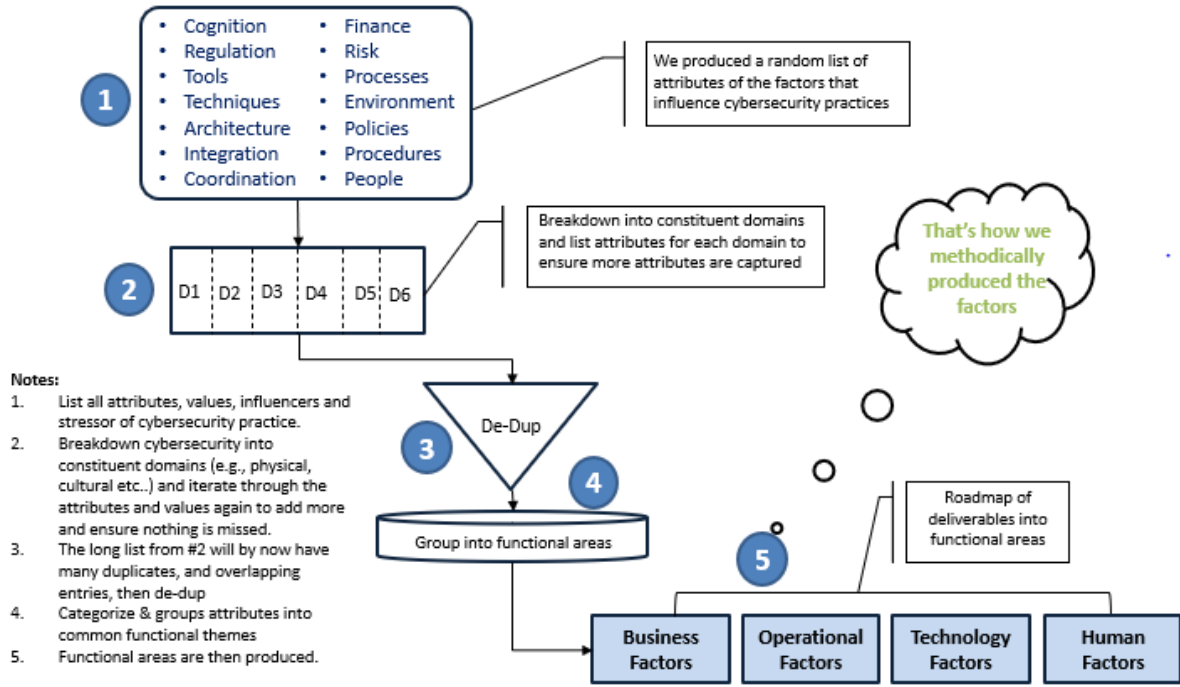 • Cognition
• Regulation
• Tools
• Techniques
• Architecture
• Integration
• Coordination
• Finance
• Risk
• Processes
• Environment
• Policies
• Procedures
• People
1
We produced a random list of
attributes of the factors that
influence cybersecurity practices
2
D1 D2 D3 D4 D5 D6
Breakdown into constituent domains
and list attributes for each domain to
ensure more attributes are captured
That's how we
methodically
produced the
factors
Notes:
1. List all attributes, values, influencers and
stressor of cybersecurity practice.
2. Breakdown cybersecurity into
constituent domains (e.g., physical,
cultural etc..) and iterate through the
attributes and values again to add more
and ensure nothing is missed.
3. The long list from #2 will by now have
many duplicates, and overlapping
entries, then de-dup
4. Categorize & groups attributes into
common functional themes
5. Functional areas are then produced.
3
De-Dup
4
Group into functional areas
5
Roadmap of
deliverables into
functional areas
Business
Factors
Operational
Factors
Technology
Factors
Human
Factors